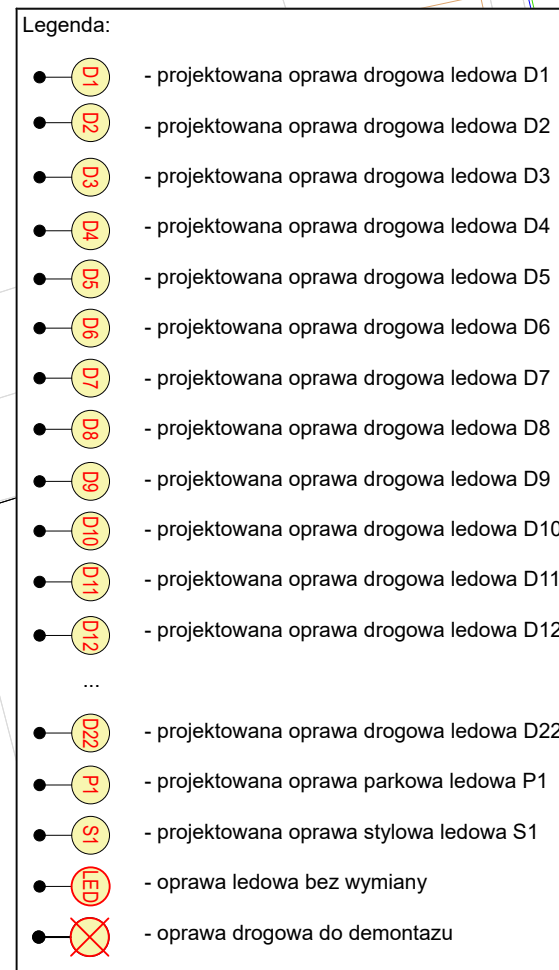 Legenda:
D1 - projektowana oprawa drogowa ledowa D1
D2 - projektowana oprawa drogowa ledowa D2
D3 - projektowana oprawa drogowa ledowa D3
D4 - projektowana oprawa drogowa ledowa D4
D5 - projektowana oprawa drogowa ledowa D5
D6 - projektowana oprawa drogowa ledowa D6
D7 - projektowana oprawa drogowa ledowa D7
D8 - projektowana oprawa drogowa ledowa D8
D9 - projektowana oprawa drogowa ledowa D9
D10 - projektowana oprawa drogowa ledowa D10
D11 - projektowana oprawa drogowa ledowa D11
D12 - projektowana oprawa drogowa ledowa D12
...
D22 - projektowana oprawa drogowa ledowa D22
P1 - projektowana oprawa parkowa ledowa P1
S1 - projektowana oprawa stylowa ledowa S1
LED - oprawa ledowa bez wymiany
- oprawa drogowa do demontazu